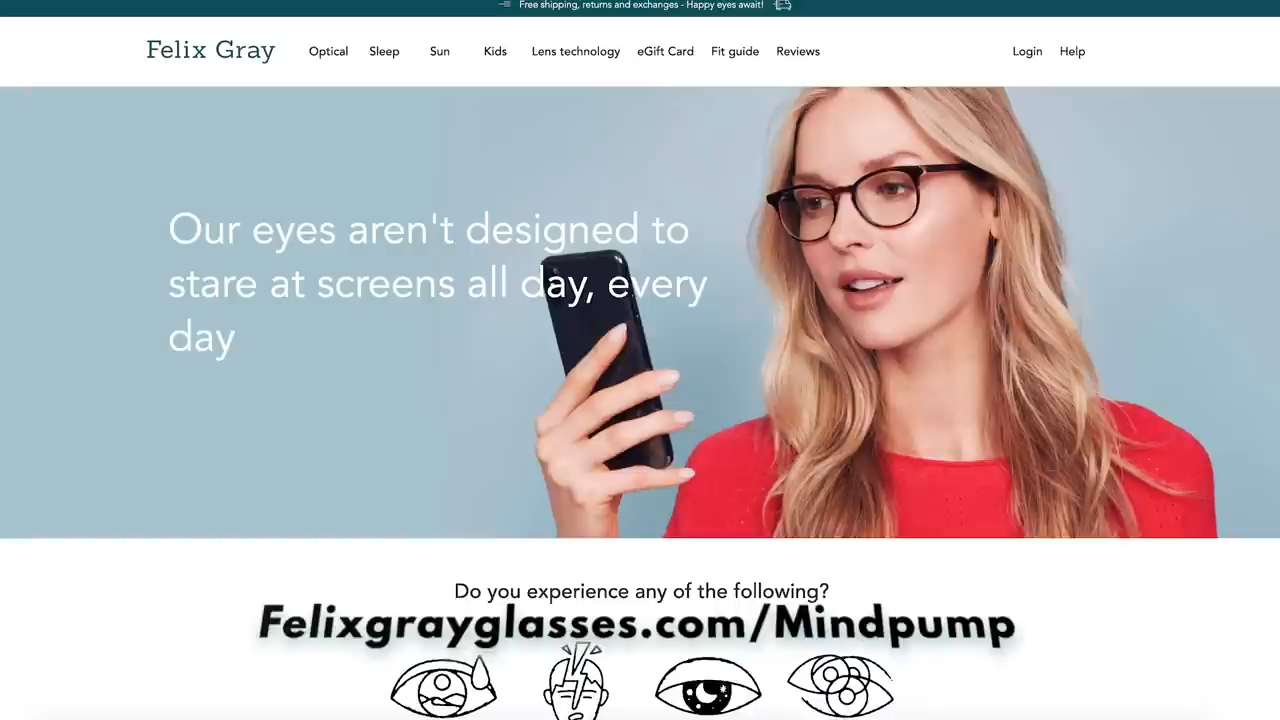 Free shipping, returns and exchanges - Happy eyes await!
Felix Gray Optical Sleep Sun Kids Lens technology eGift Card Fit guide Reviews Login Help
Our eyes aren't designed to
stare at screens all day, every
day
Do you experience any of the following?
Felixgrayglasses.com/Mindpump